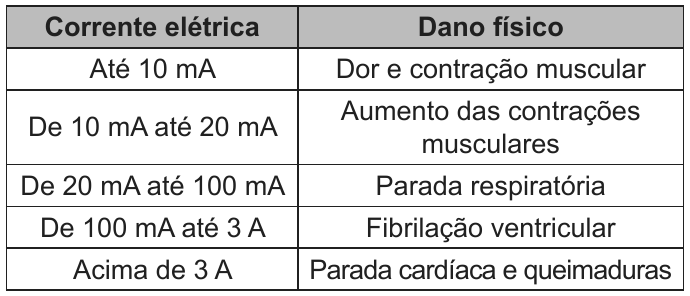 Corrente elétrica Dano físico
Até 10 mA Dor e contração muscular
De 10 mA até 20 mA Aumento das contrações
musculares
De 20 mA até 100 mA Parada respiratória
De 100 mA até 3 A Fibrilação ventricular
Acima de 3 A Parada cardíaca e queimaduras